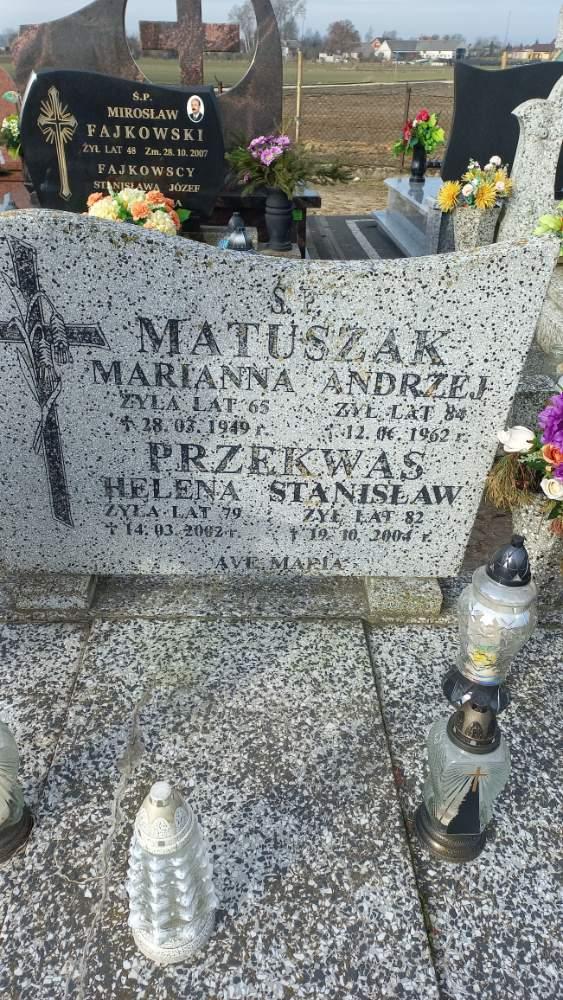 Ś.P.
MIROSŁAW
FAJKOWSKI
ŻYŁ LAT 48 Zm. 28.10.2007
FAJKOWSCY
STANISŁAWA JÓZEF
Ś. P.
MATUSZAK
MARIANNA ANDRZEJ
ŻYŁA LAT 65 ŻYŁ LAT 84
† 28. 03. 1949 r. † 12. 06. 1962 r.
PRZEKWAS
HELENA STANISŁAW
ŻYŁA LAT 79 ŻYŁ LAT 82
† 14. 03. 2002 r. † 19. 10. 2004 r.
AVE MARIA